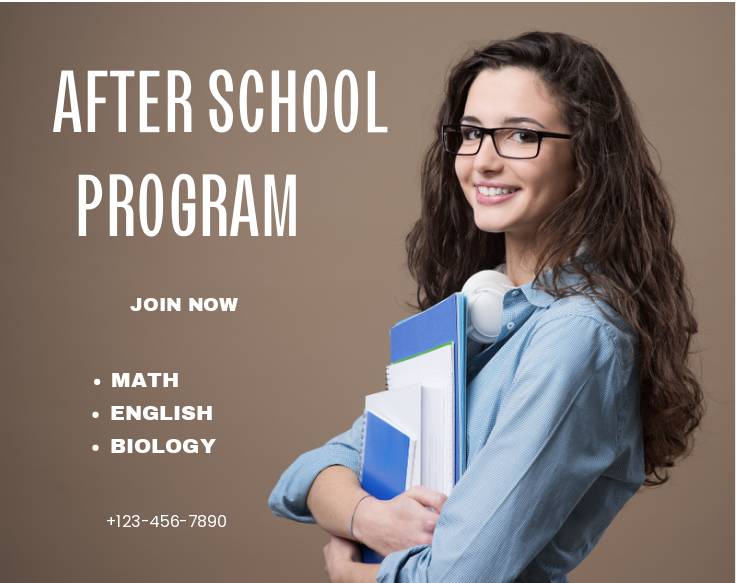 AFTER SCHOOL
PROGRAM
JOIN NOW
• MATH
• ENGLISH
• BIOLOGY
+123-456-7890